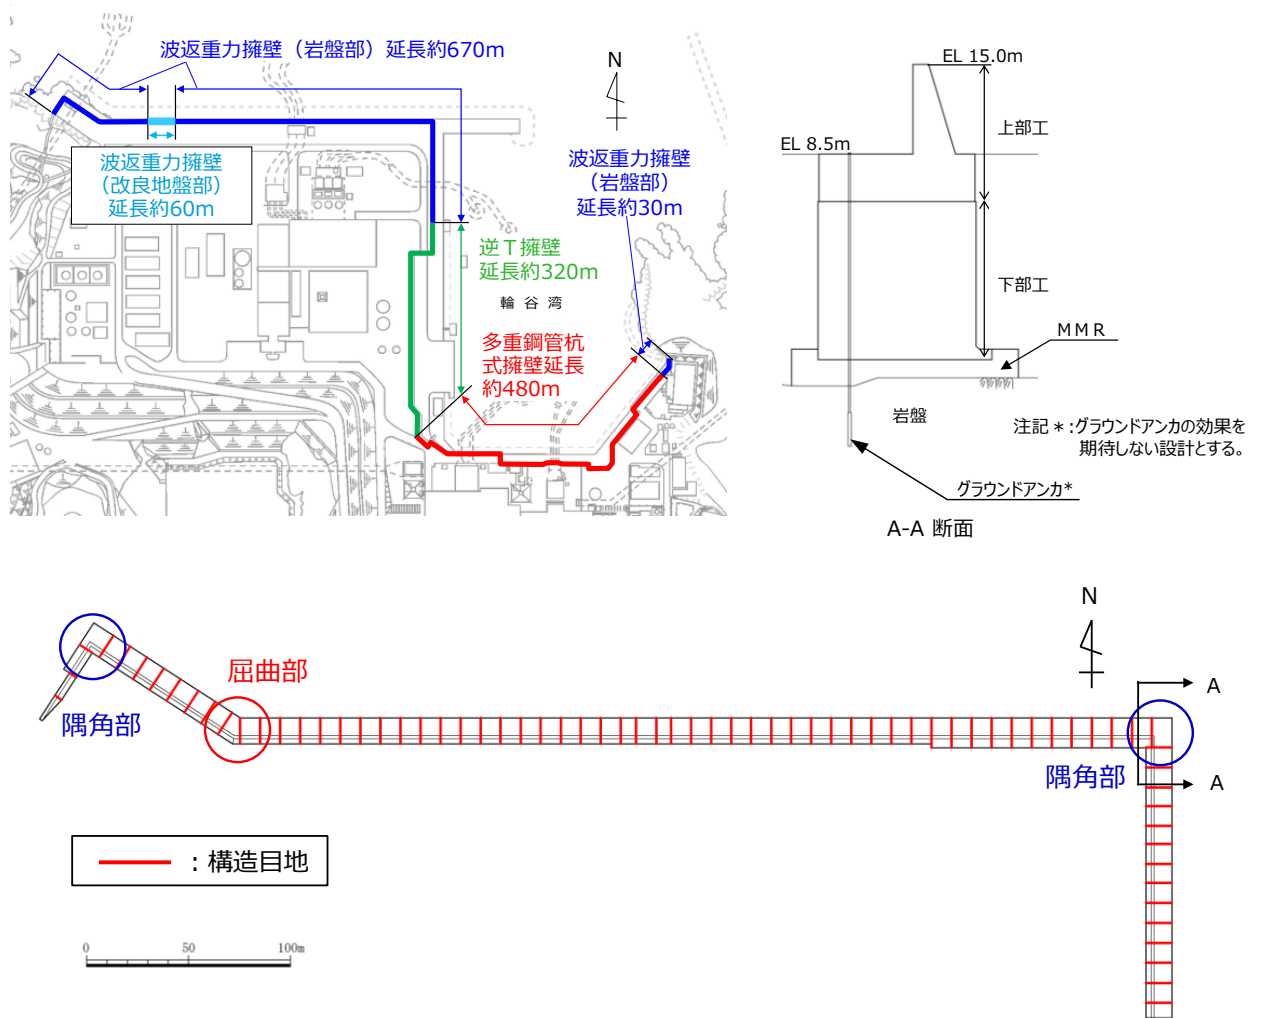 波返重力擁壁（岩盤部）延長約670m
N
波返重力擁壁
（改良地盤部）
延長約60m
波返重力擁壁
（岩盤部）
延長約30m
逆Ｔ擁壁
延長約320m
輪谷湾
多重鋼管杭
式擁壁延長
約480m
EL 15.0m
上部工
EL 8.5m
下部工
ＭＭＲ
岩盤
注記＊:グラウンドアンカの効果を
期待しない設計とする。
グラウンドアンカ*
A-A 断面
N
屈曲部
隅角部
A
隅角部
A
：構造目地
0 50 100m